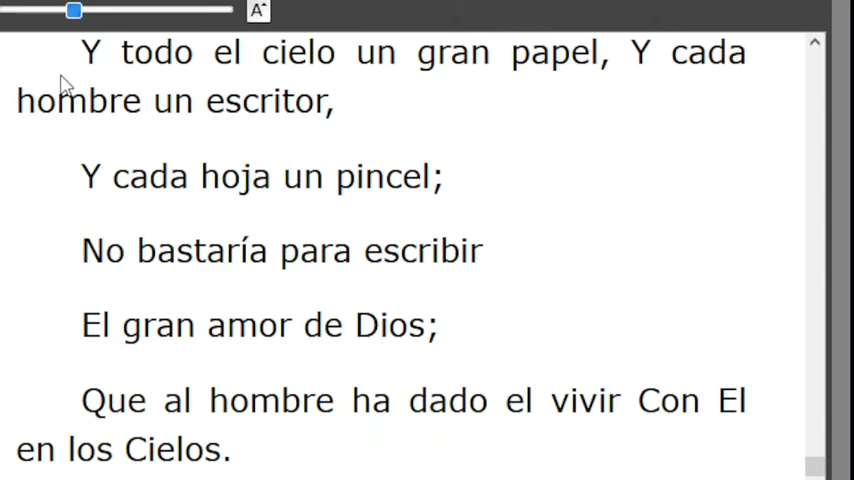 A
Y todo el cielo un gran papel, Y cada
hombre un escritor,
Y cada hoja un pincel;
No bastaría para escribir
El gran amor de Dios;
Que al hombre ha dado el vivir Con El
en los Cielos.